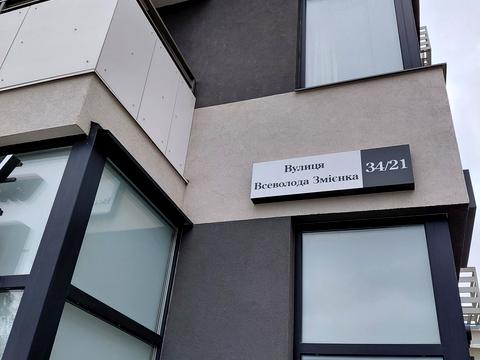 Вулиця
Всеволода Змієнка
34/21